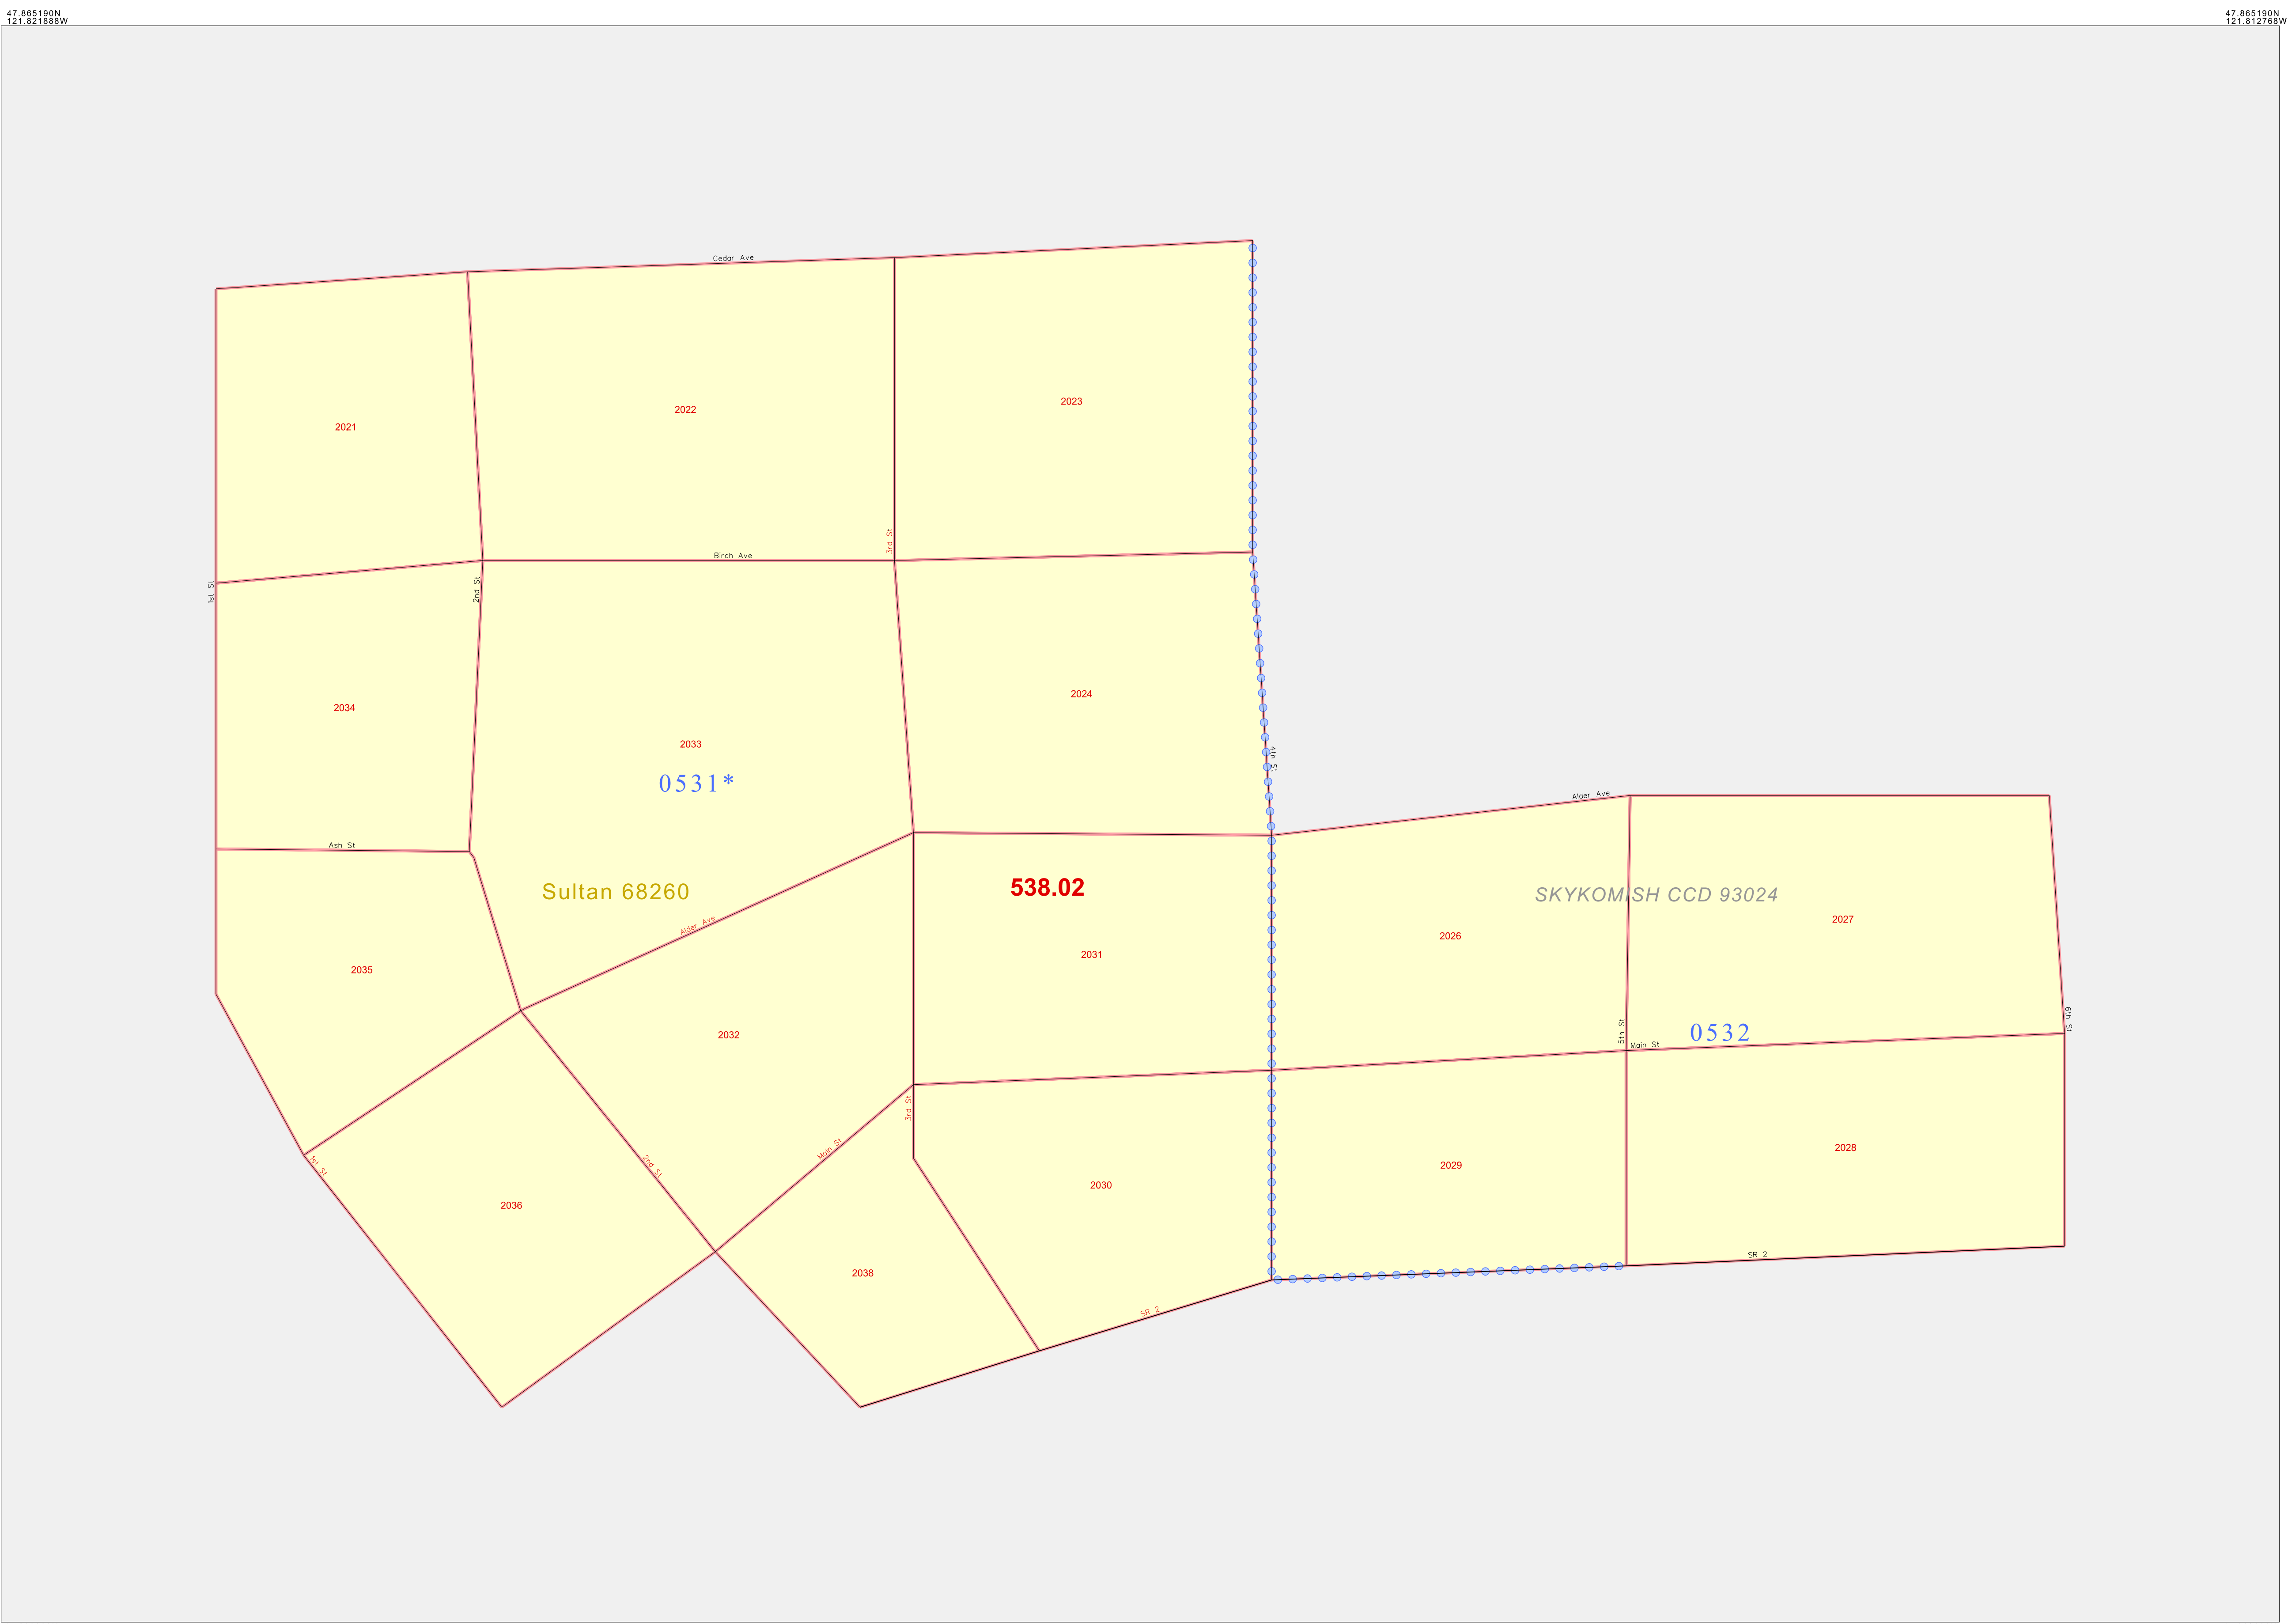 47.865190N
121.821888W
47.865190N
121.812768W
Cedar Ave
2023
2022
2021
3rd St
Birch Ave
1st St
2nd St
2024
2034
2033
4th St
0531*
Alder Ave
Ash St
538.02
Sultan 68260
SKYKOMISH CCD 93024
2027
Alder Ave
2026
2031
2035
6th St
5th St
0532
2032
Main St
3rd St
Main St
2028
1st St
2nd St
2029
2030
2036
SR 2
2038
SR 2